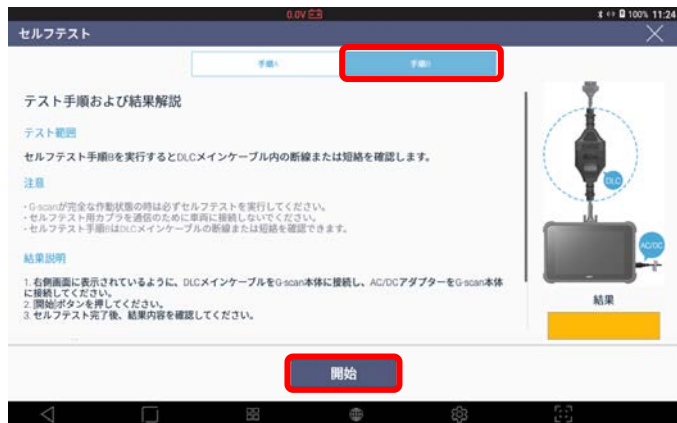 0.0V
100% 11:24
セルフテスト
手順A
手順B
テスト手順および結果解説
テスト範囲
セルフテスト手順Bを実行するとDLCメインケーブル内の断線または短絡を確認します。
注意
・G-scanが完全な作動状態の時は必ずセルフテストを実行してください。
・セルフテスト用カプラを通信のために車両に接続しないでください。
・セルフテスト手順BはDLCメインケーブルの断線または短絡を確認できます。
結果説明
1. 右側画面に表示されているように、DLCメインケーブルをG-scan本体に接続し、AC/DCアダプターをG-scan本体
に接続してください。
2. [開始]ボタンを押してください。
3. セルフテスト完了後、結果内容を確認してください。
DLC
AC/DC
結果
開始